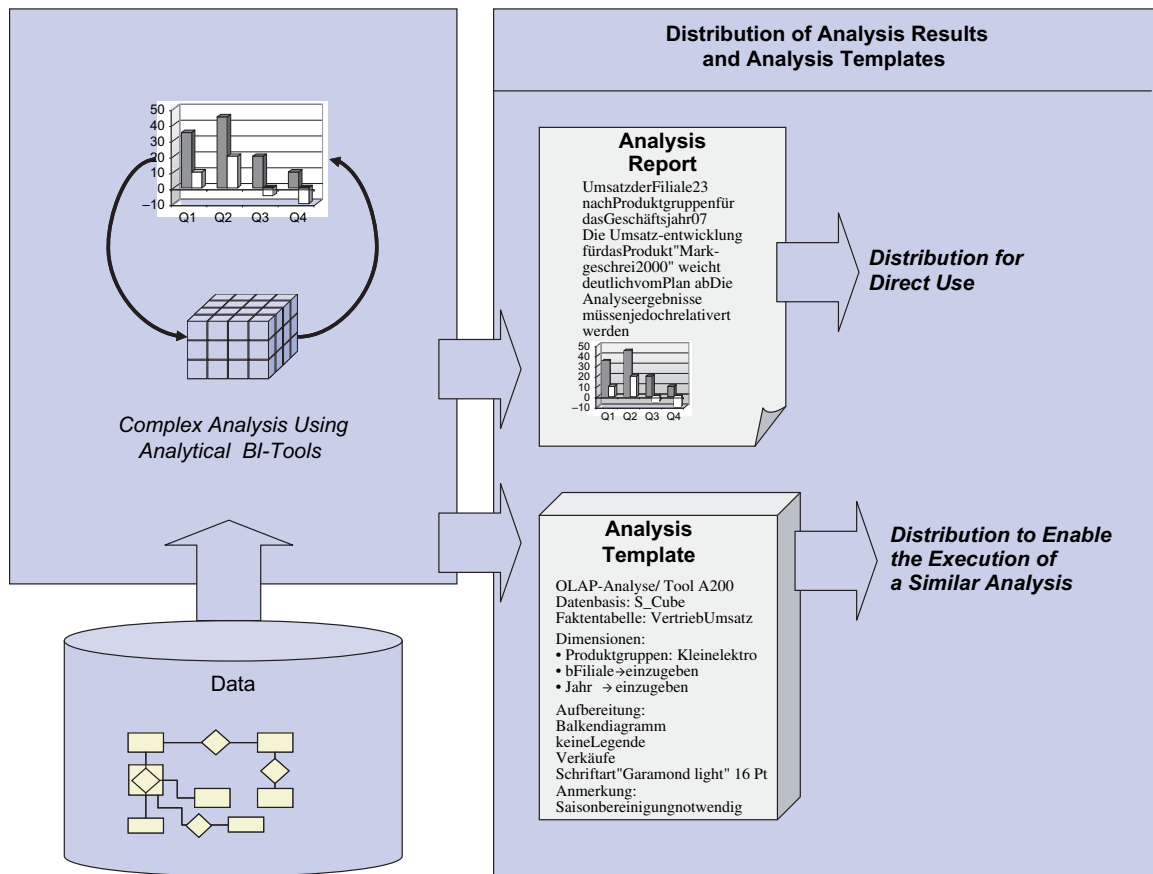 50
40
30
20
10
0
–10
Q1 Q2 Q3 Q4
Complex Analysis Using
Analytical BI-Tools
Data
Distribution of Analysis Results
and Analysis Templates
Analysis
Report
UmsatzderFiliale23
nachProduktgruppenfür
dasGeschäftsjahr07
Die Umsatz-entwicklung
fürdasProdukt"Mark-
geschrei2000" weicht
deutlichvomPlan abDie
Analyseergebnisse
müssenjedochrelativert
werden
50
40
30
20
10
0
–10
Q1 Q2 Q3 Q4
Distribution for
Direct Use
Analysis
Template
OLAP-Analyse/ Tool A200
Datenbasis: S_Cube
Faktentabelle: VertriebUmsatz
Dimensionen:
• Produktgruppen: Kleinelektro
• bFiliale→einzugeben
• Jahr → einzugeben
Aufbereitung:
Balkendiagramm
keineLegende
Verkäufe
Schriftart"Garamond light" 16 Pt
Anmerkung:
Saisonbereinigungnotwendig
Distribution to Enable
the Execution of
a Similar Analysis